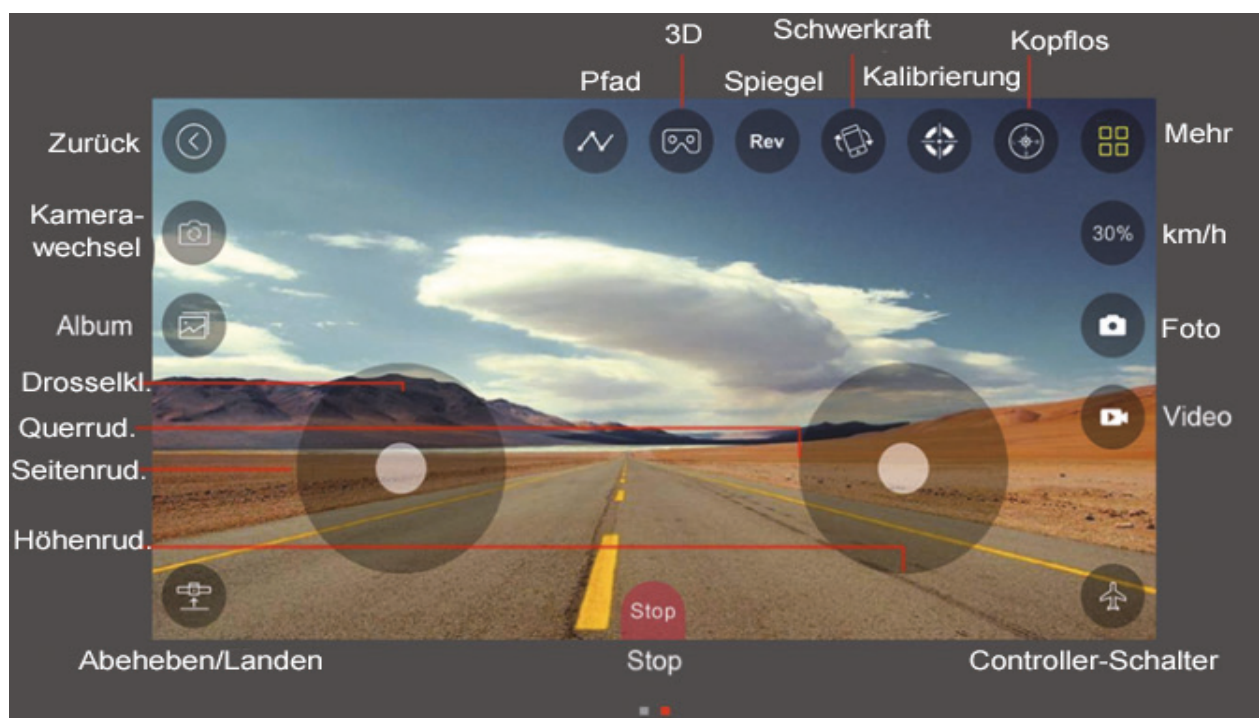 3D
Schwerkraft
Kopflos
Pfad
Spiegel
Kalibrierung
Zurück
Rev
Mehr
Kamera-
wechsel
30%
km/h
Album
Foto
Drosselkl.
Querrud.
Video
Seitenrud.
Höhenrud.
Stop
Abeheben/Landen
Stop
Controller-Schalter